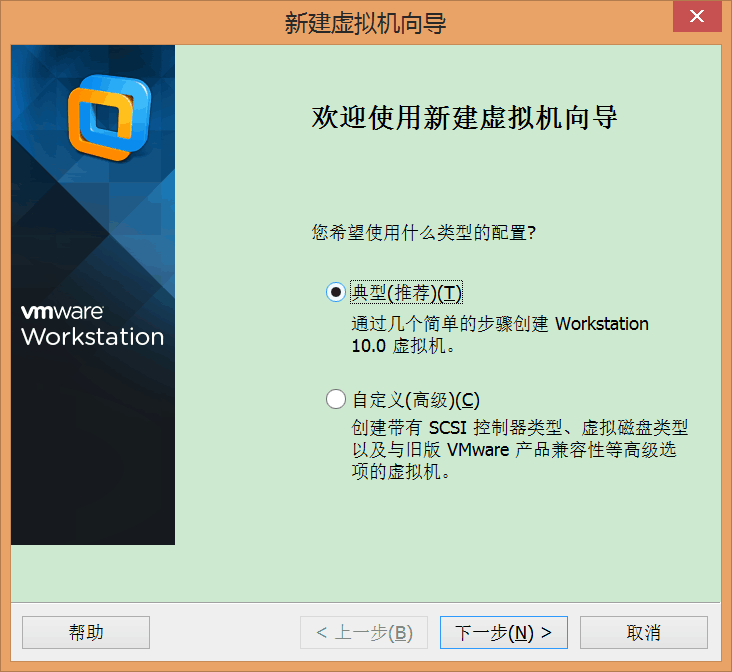 新建虚拟机向导
欢迎使用新建虚拟机向导
您希望使用什么类型的配置?
典型(推荐)(T)
通过几个简单的步骤创建 Workstation
10.0 虚拟机。
vmware
Workstation
自定义(高级)(C)
创建带有 SCSI 控制器类型、虚拟磁盘类型
以及与旧版 VMware 产品兼容性等高级选
项的虚拟机。
帮助
< 上一步(B)
下一步(N) >
取消